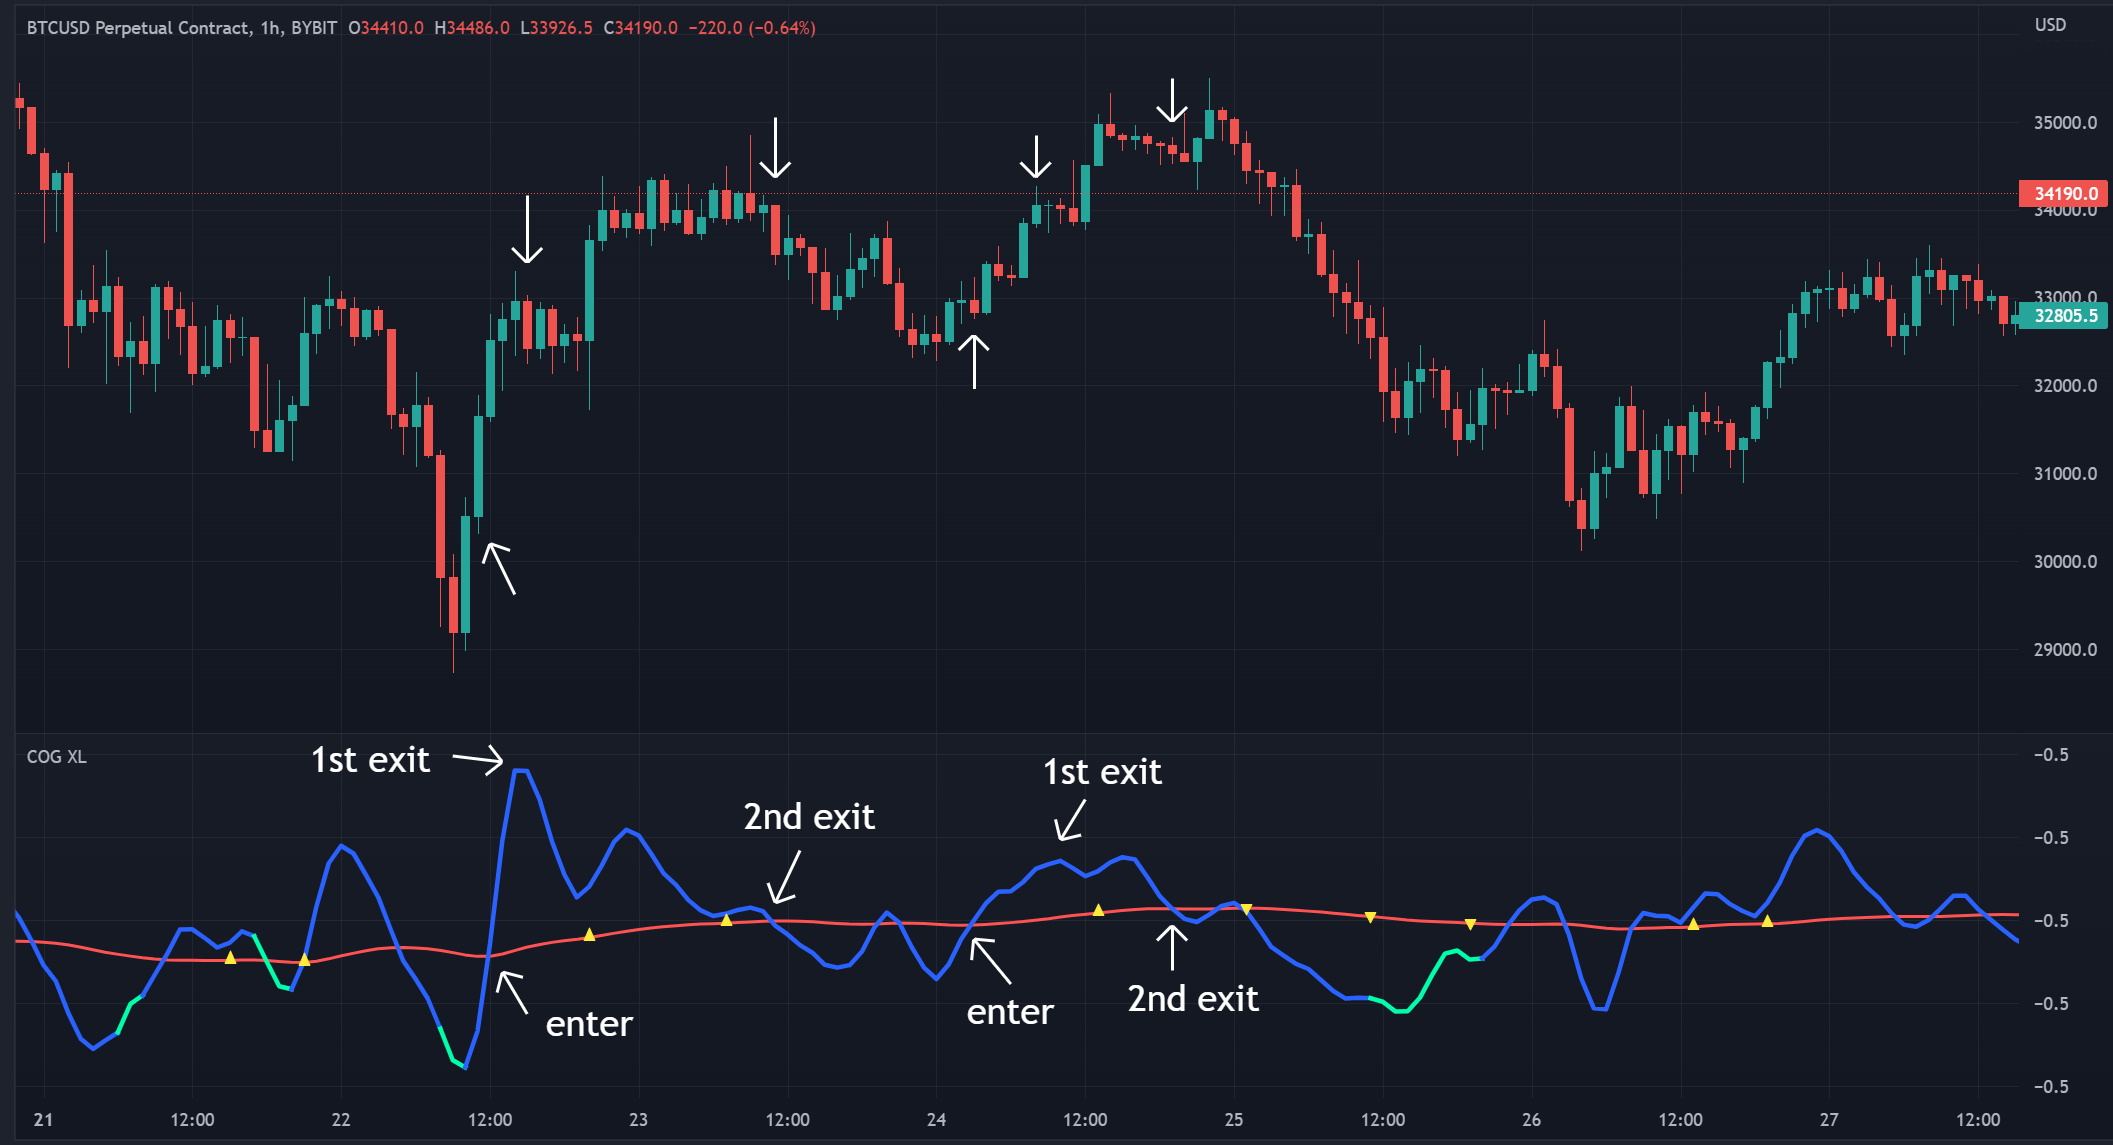 BTCUSD Perpetual Contract, 1h, BYBIT O34410.0 H34486.0 L33926.5 C34190.0 −220.0 (−0.64%)
USD
35000.0
34190.0
34000.0
33000.0
32805.5
32000.0
31000.0
30000.0
29000.0
COG XL
1st exit
2nd exit
enter
1st exit
enter
2nd exit
−0.5
−0.5
−0.5
−0.5
−0.5
21 12:00 22 12:00 23 12:00 24 12:00 25 12:00 26 12:00 27 12:00